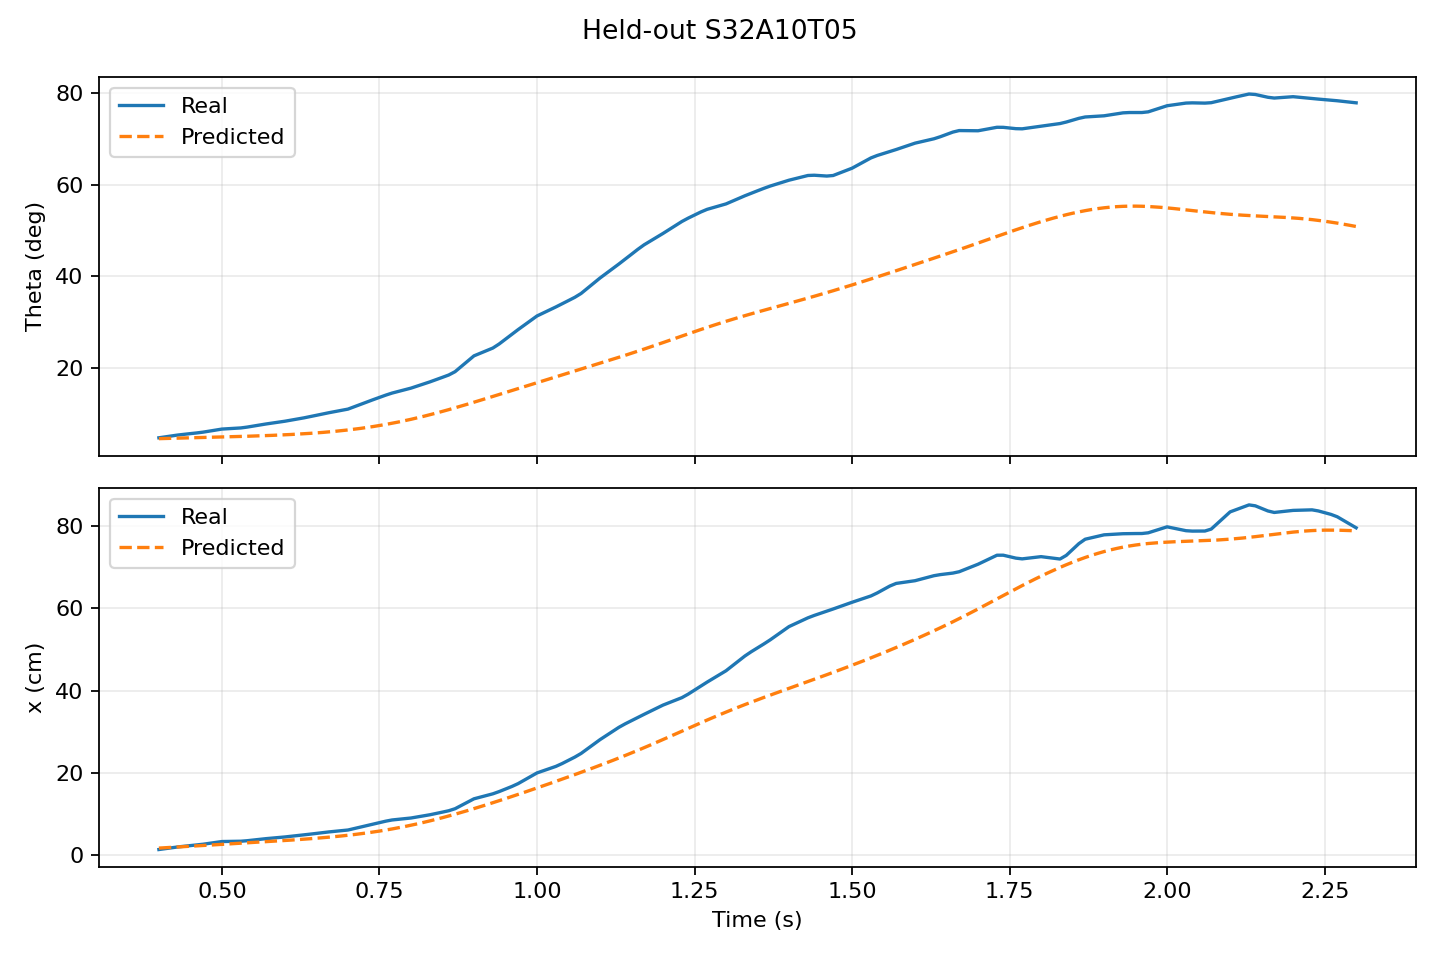 Held-out S32A10T05
80
60
40
20
Theta (deg)
Real
Predicted
80
60
40
20
0
x (cm)
Real
Predicted
0.50 0.75 1.00 1.25 1.50 1.75 2.00 2.25
Time (s)